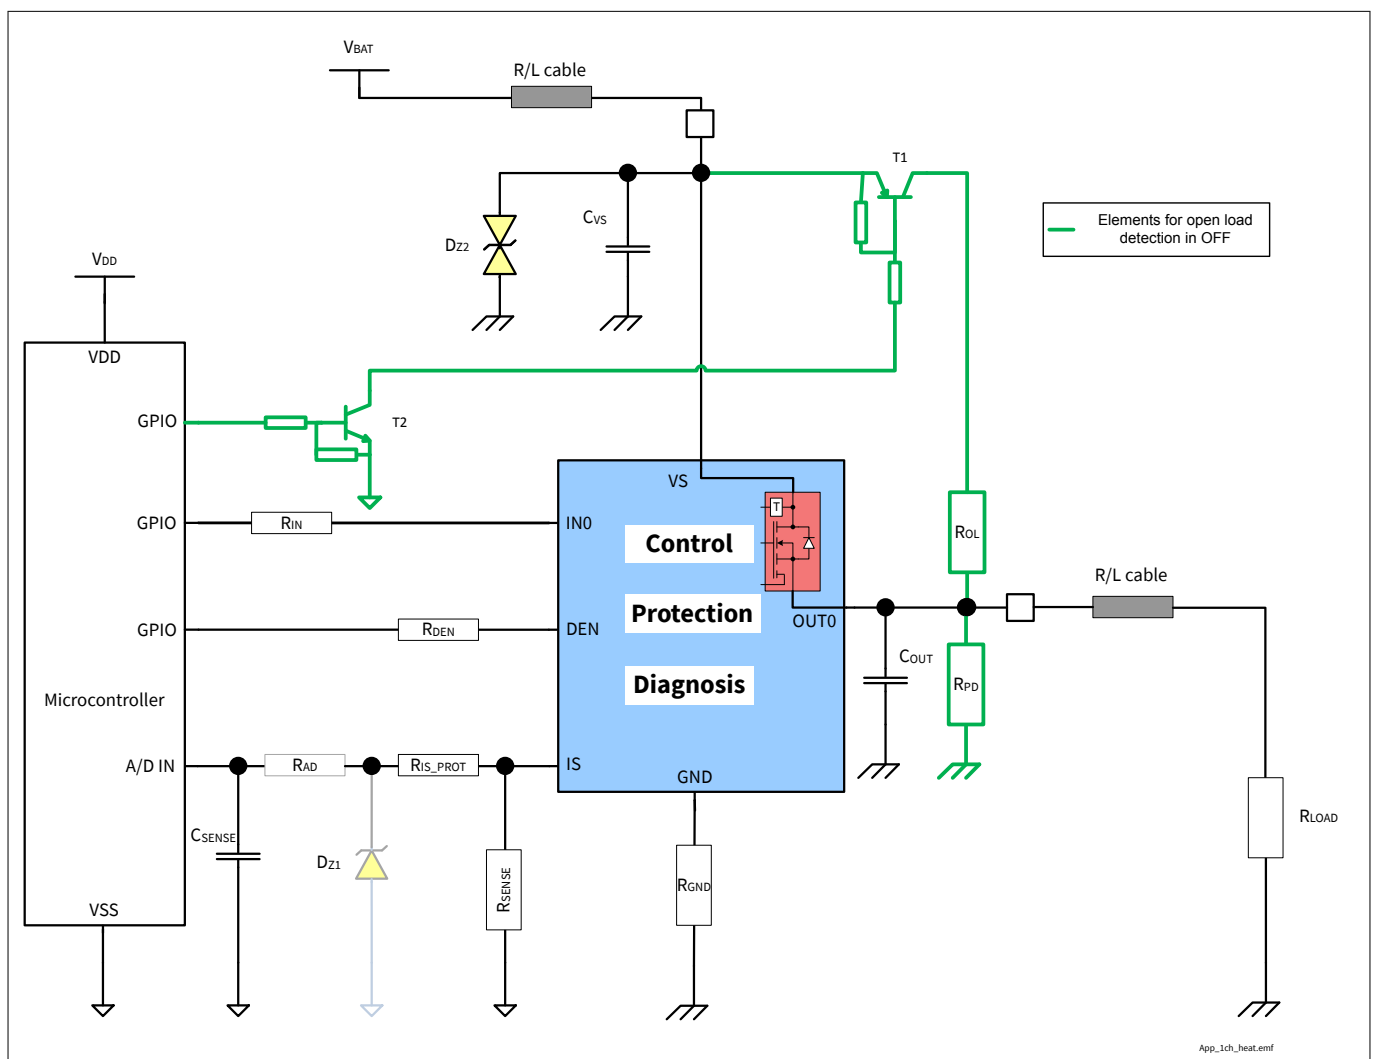 VBAT
R/L cable
T1
Elements for open load
detection in OFF
CVS
DZ2
VDD
VDD
GPIO
T2
VS
T
GPIO
RIN
IN0
Control
ROL
R/L cable
Protection
OUT0
GPIO
RDEN
DEN
COUT
RPD
Diagnosis
Microcontroller
A/D IN
RAD
RIS_PROT
IS
GND
CSENSE
DZ1
RSENSE
RGND
RLOAD
VSS
App_1ch_heat.emf